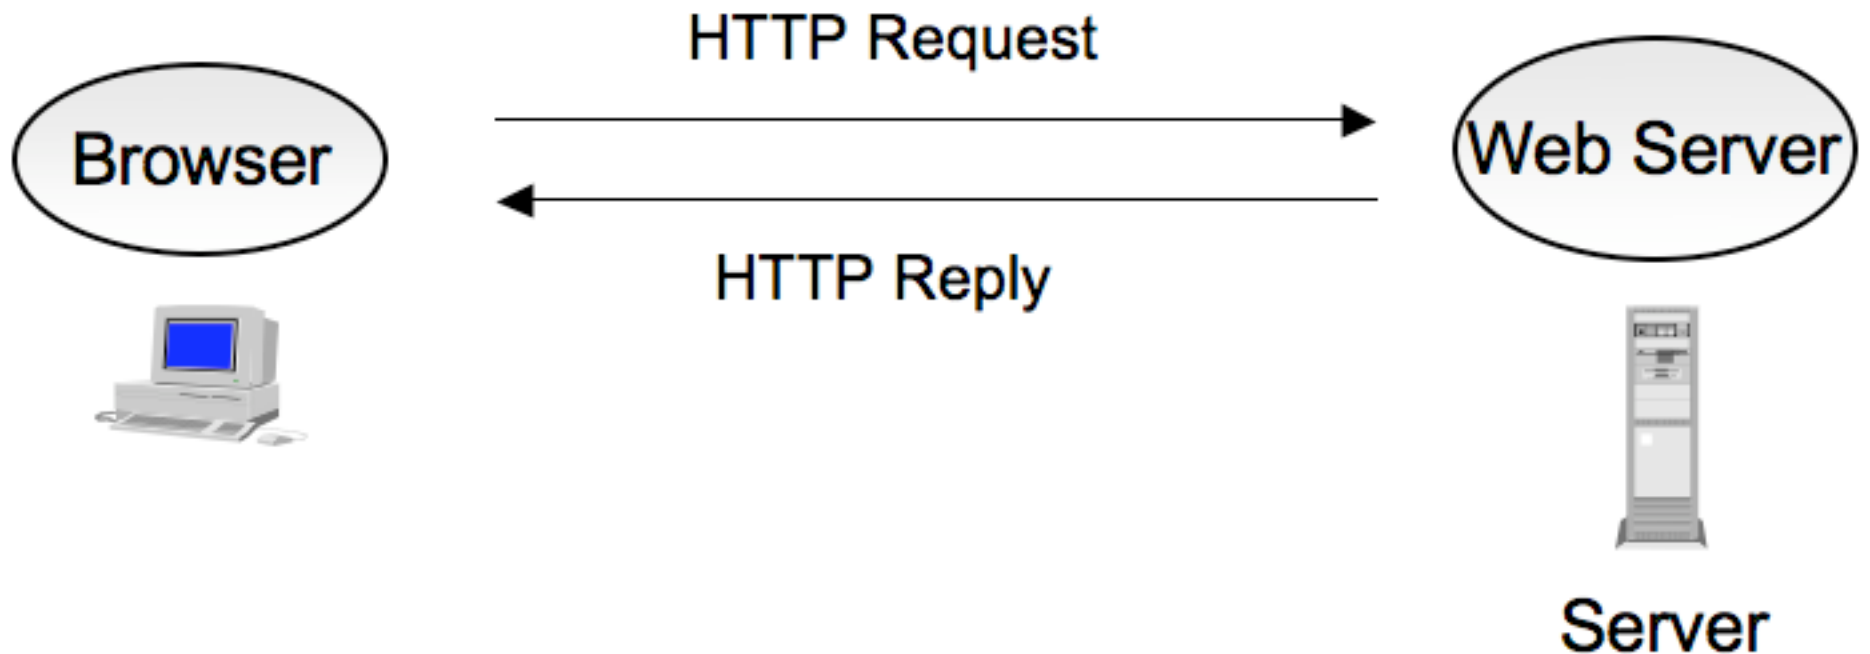 HTTP Request
Browser
Web Server
HTTP Reply
Server